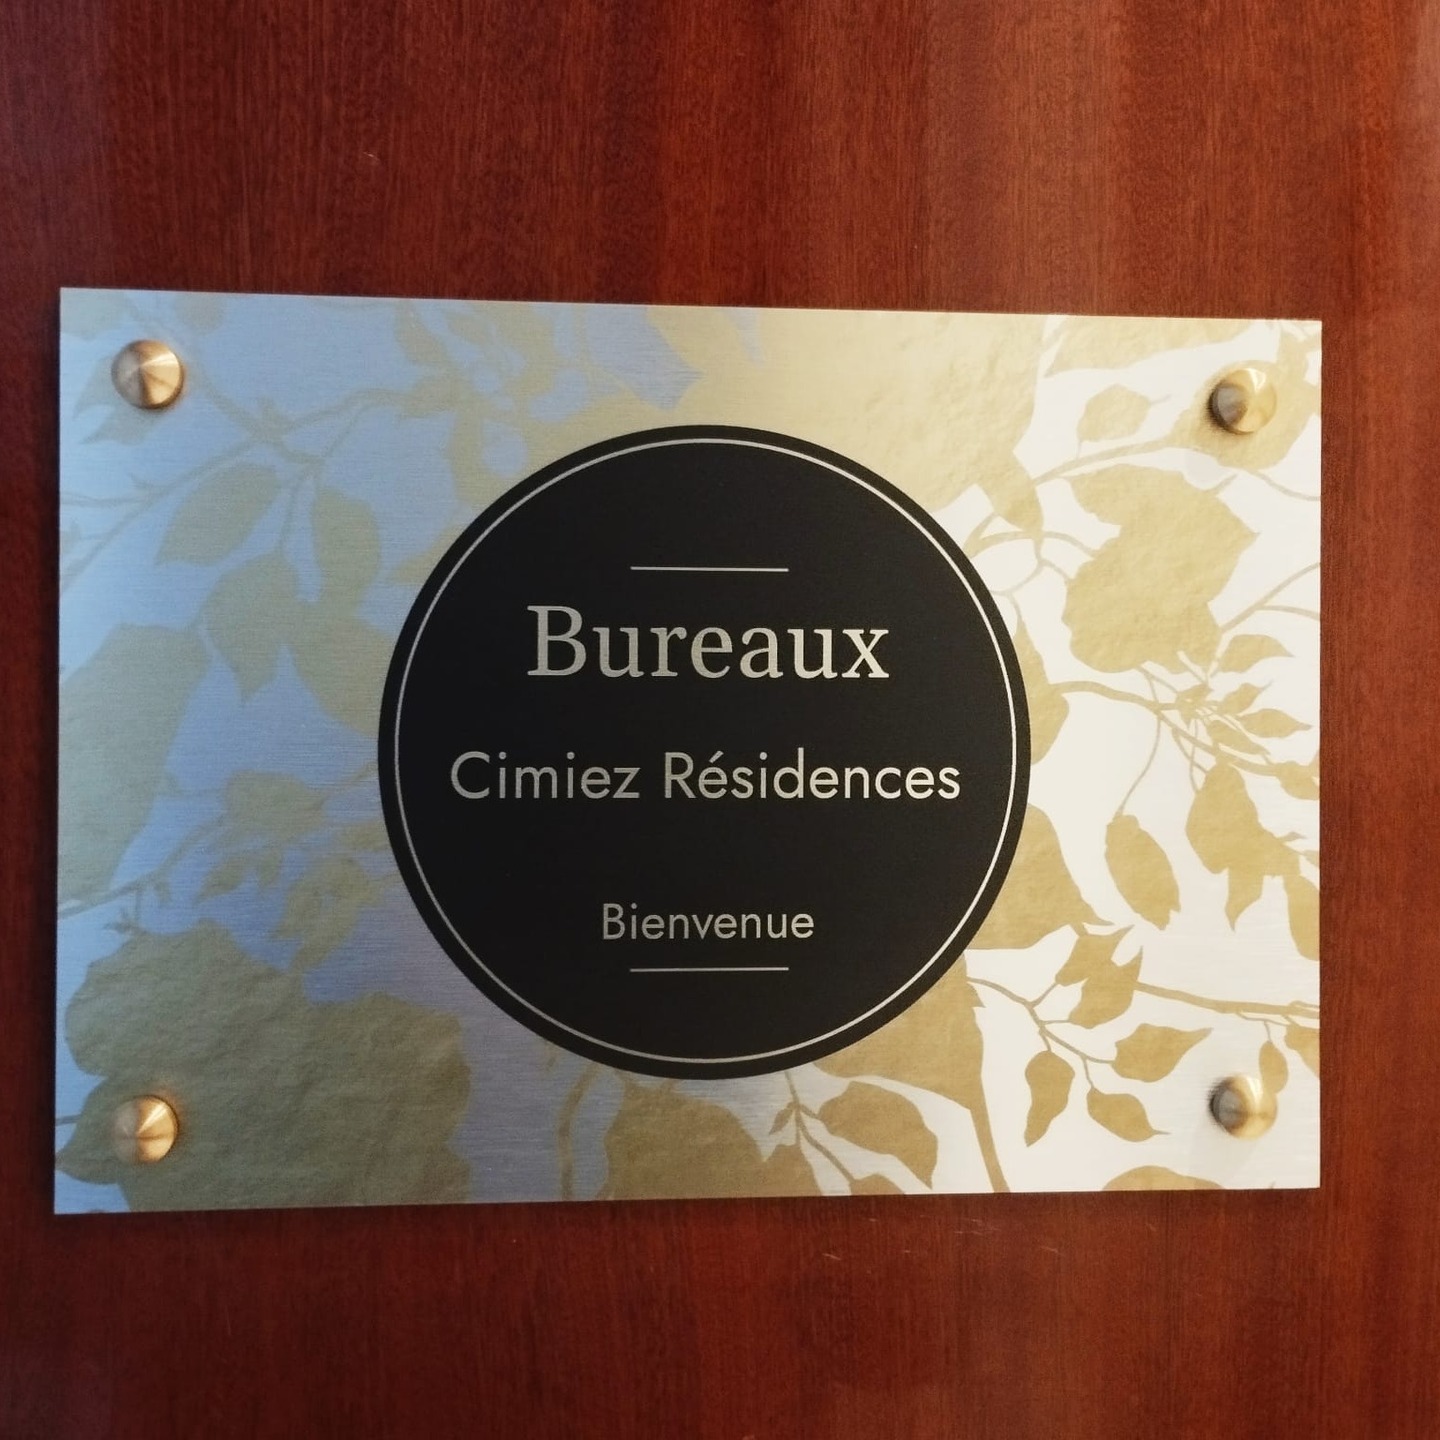 Bureaux
Cimiez Résidences
Bienvenue